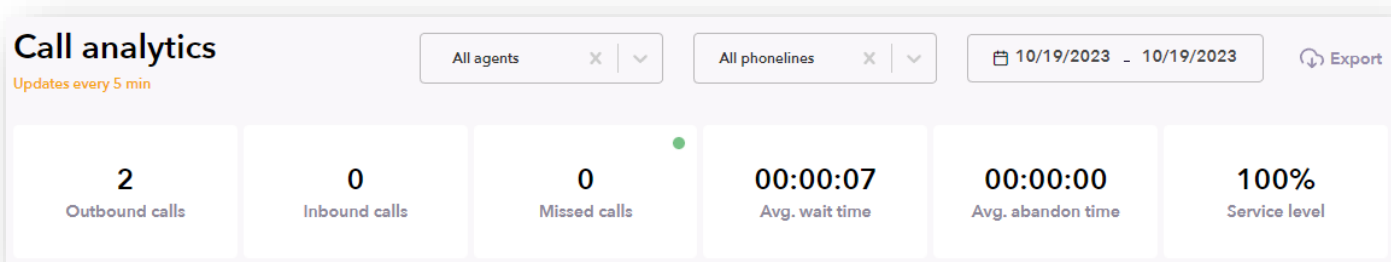 Call analytics
Updates every 5 min
All agents
All phonelines
10/19/2023 - 10/19/2023
Export
2
Outbound calls
0
Inbound calls
0
Missed calls
00:00:07
Avg. wait time
00:00:00
Avg. abandon time
100%
Service level